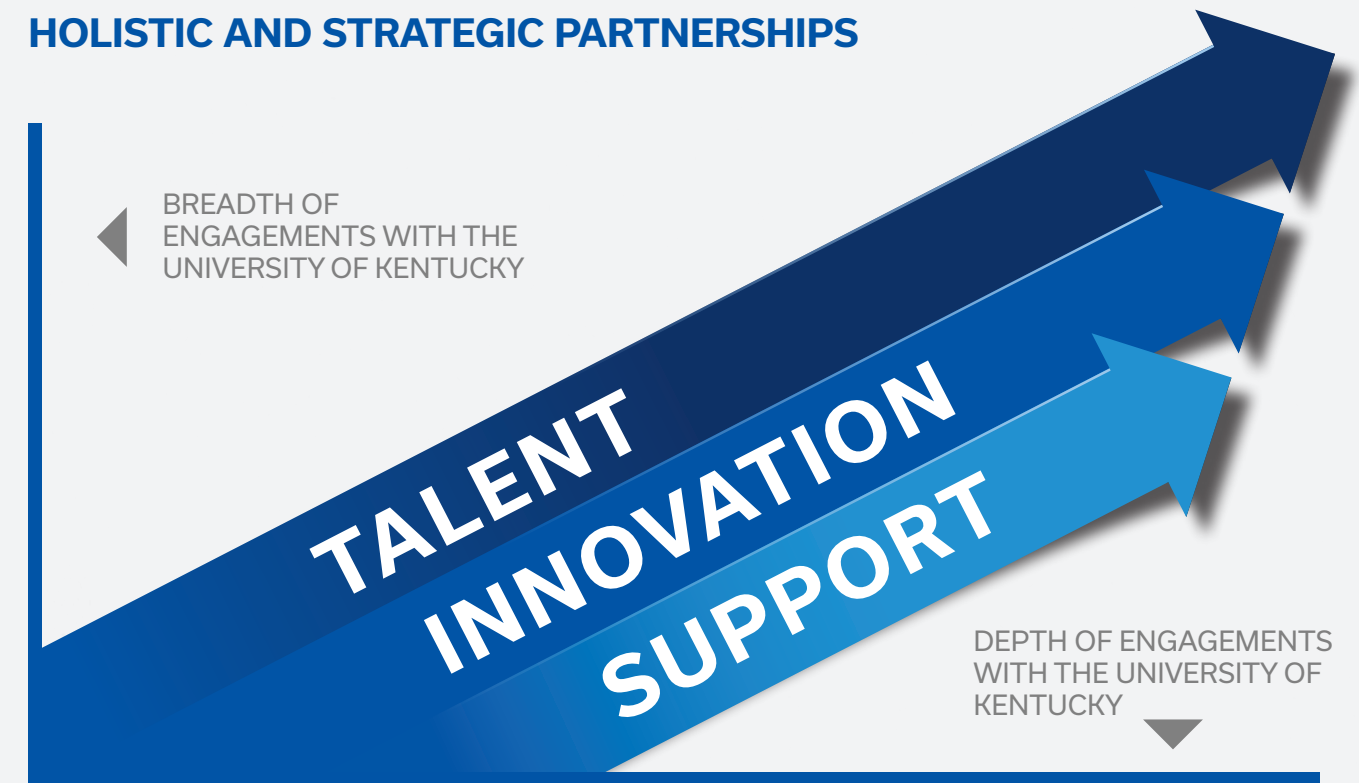 HOLISTIC AND STRATEGIC PARTNERSHIPS
BREADTH OF
ENGAGEMENTS WITH THE
UNIVERSITY OF KENTUCKY
TALENT
INNOVATION
SUPPORT
DEPTH OF ENGAGEMENTS
WITH THE UNIVERSITY OF
KENTUCKY